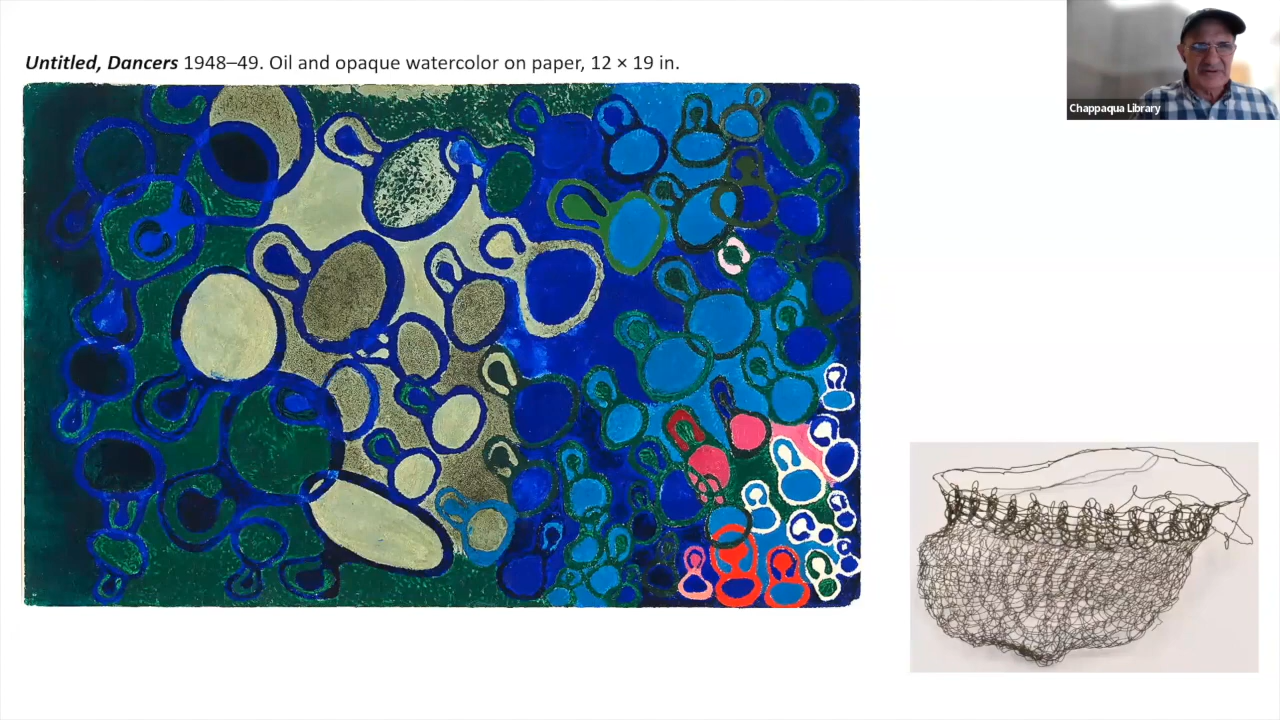 Untitled, Dancers 1948–49. Oil and opaque watercolor on paper, 12 × 19 in.
Chappaqua Library